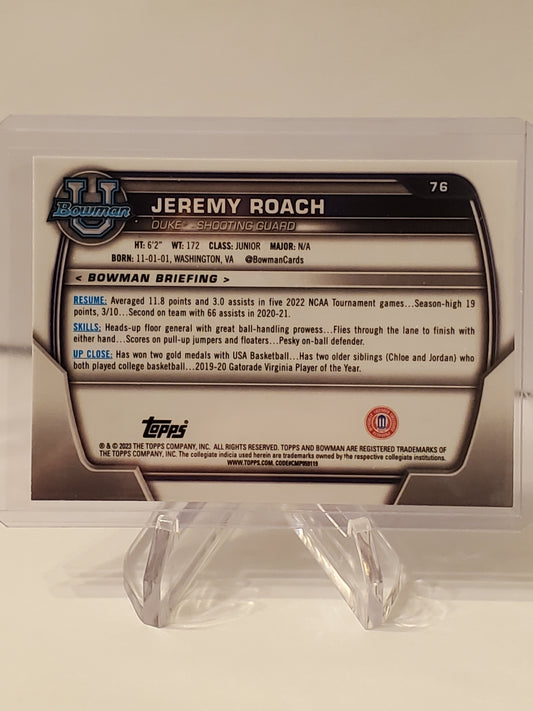 U
Bowman
76
JEREMY ROACH
DUKE SHOOTING GUARD
HT: 6'2" WT: 172 CLASS: JUNIOR MAJOR: N/A
BORN: 11-01-01, WASHINGTON, VA @BowmanCards
< BOWMAN BRIEFING >
RESUME: Averaged 11.8 points and 3.0 assists in five 2022 NCAA Tournament games...Season-high 19
points, 3/10...Second on team with 66 assists in 2020-21.
SKILLS: Heads-up floor general with great ball-handling prowess...Flies through the lane to finish with
either hand...Scores on pull-up jumpers and floaters...Pesky on-ball defender.
UP CLOSE: Has won two gold medals with USA Basketball...Has two older siblings (Chloe and Jordan) who
both played college basketball...2019-20 Gatorade Virginia Player of the Year.
Topps
® & © 2023 THE TOPPS COMPANY, INC. ALL RIGHTS RESERVED. TOPPS AND BOWMAN ARE REGISTERED TRADEMARKS OF
THE TOPPS COMPANY, INC. The collegiate indicia used herein are trademarks owned by the respective collegiate institutions.
WWW.TOPPS.COM. CODE#CMP050119